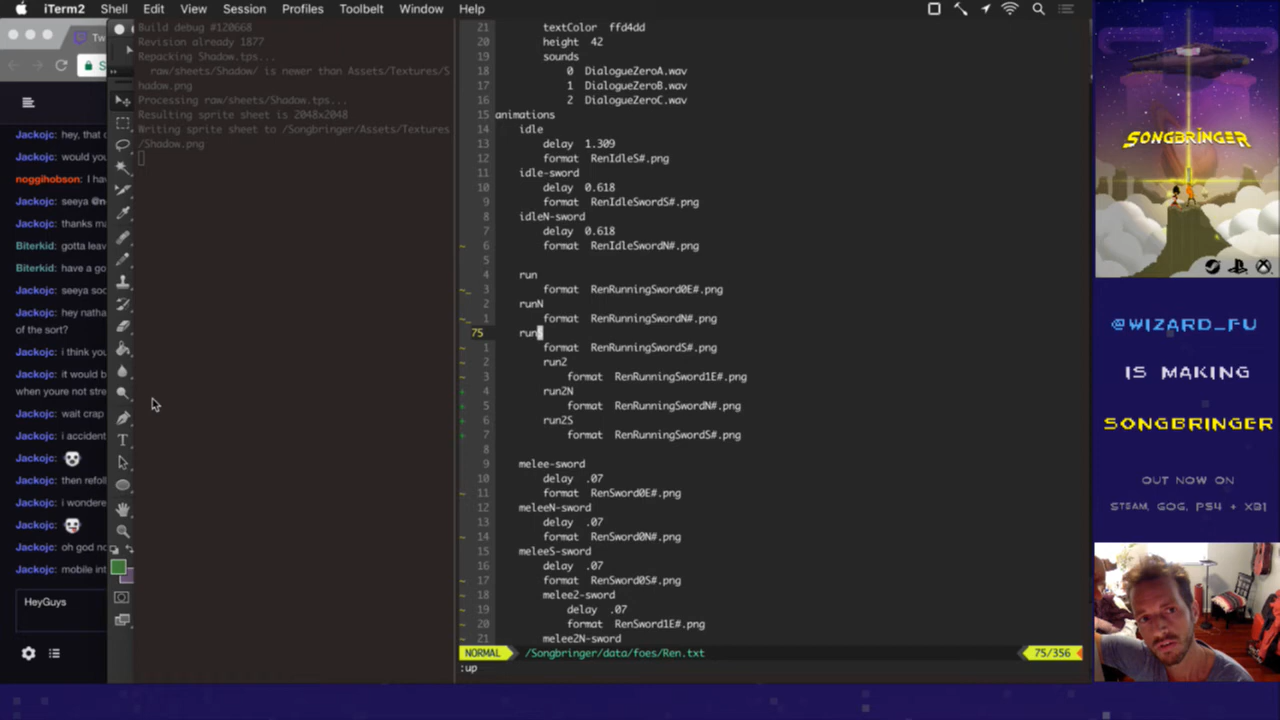 iTerm2 Shell Edit View Session Profiles Toolbelt Window Help
Tw
S
Jackojc: hey, that c
Jackojc: would you
noggihobson: I ha
Jackojc: seeya @n
Jackojc: thanks ma
Biterkid: gotta leav
Biterkid: have a go
Jackojc: seeya soo
Jackojc: hey natha
of the sort?
Jackojc: i think you
Jackojc: it would b
when youre not stre
Jackojc: wait crap
Jackojc: i accident
Jackojc:
Jackojc: then refoll
Jackojc: i wondere
Jackojc:
Jackojc: oh god no
Jackojc: mobile int
HeyGuys
Build debug #120668
Revision already 1877
Repacking Shadow.tps...
raw/sheets/Shadow/ is newer than Assets/Textures/S
hadow.png
Processing raw/sheets/Shadow.tps...
Resulting sprite sheet is 2048x2048
Writing sprite sheet to /Songbringer/Assets/Textures
/Shadow.png
21 textColor ffd4dd
20 height 42
19 sounds
18 0 DialogueZeroA.wav
17 1 DialogueZeroB.wav
16 2 DialogueZeroC.wav
15 animations
14 idle
13 delay 1.309
12 format RenIdleS#.png
11 idle-sword
10 delay 0.618
9 format RenIdleSwordS#.png
8 idleN-sword
7 delay 0.618
~ 6 format RenIdleSwordN#.png
5
4 run
~_ 3 format RenRunningSword0E#.png
2 runN
~_ 1 format RenRunningSwordN#.png
75 runS
~ 1 format RenRunningSwordS#.png
~ 2 run2
~ 3 format RenRunningSword1E#.png
+ 4 run2N
+ 5 format RenRunningSwordN#.png
+ 6 run2S
+ 7 format RenRunningSwordS#.png
8
9 melee-sword
10 delay .07
~ 11 format RenSword0E#.png
12 meleeN-sword
13 delay .07
~ 14 format RenSword0N#.png
15 meleeS-sword
16 delay .07
~ 17 format RenSword0S#.png
~ 18 melee2-sword
~ 19 delay .07
~ 20 format RenSword1E#.png
21 melee2N-sword
NORMAL /Songbringer/data/foes/Ren.txt 75/356
:up
SONGBRINGER
@WIZARD_FU
IS MAKING
SONGBRINGER
OUT NOW ON
STEAM, GOG, PS4 + XB1